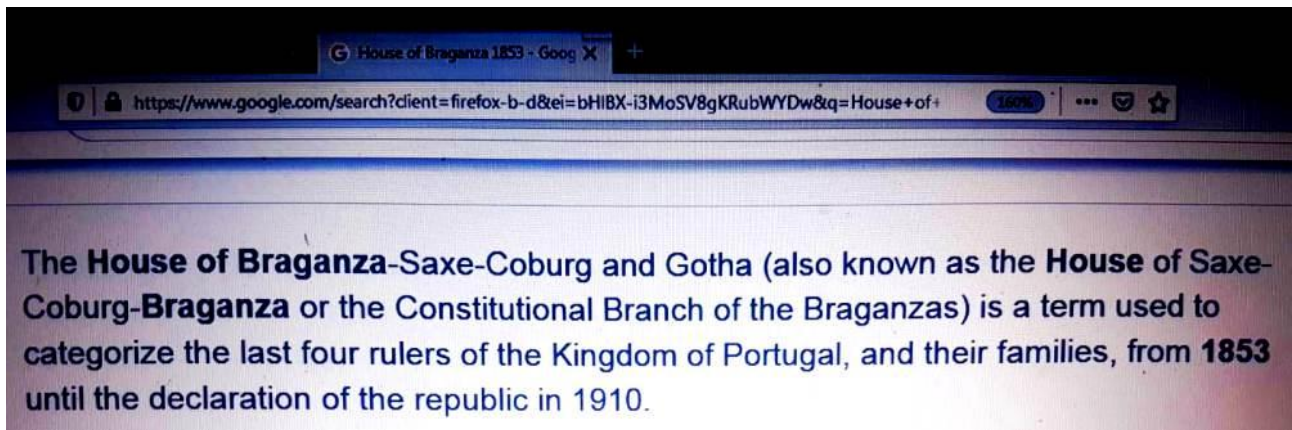 House of Braganza 1853 - Goog
https://www.google.com/search?client=firefox-b-d&ei=bHIBX-i3MoSV8gKRubWYDw&q=House+of+
160%
The House of Braganza-Saxe-Coburg and Gotha (also known as the House of Saxe-
Coburg-Braganza or the Constitutional Branch of the Braganzas) is a term used to
categorize the last four rulers of the Kingdom of Portugal, and their families, from 1853
until the declaration of the republic in 1910.